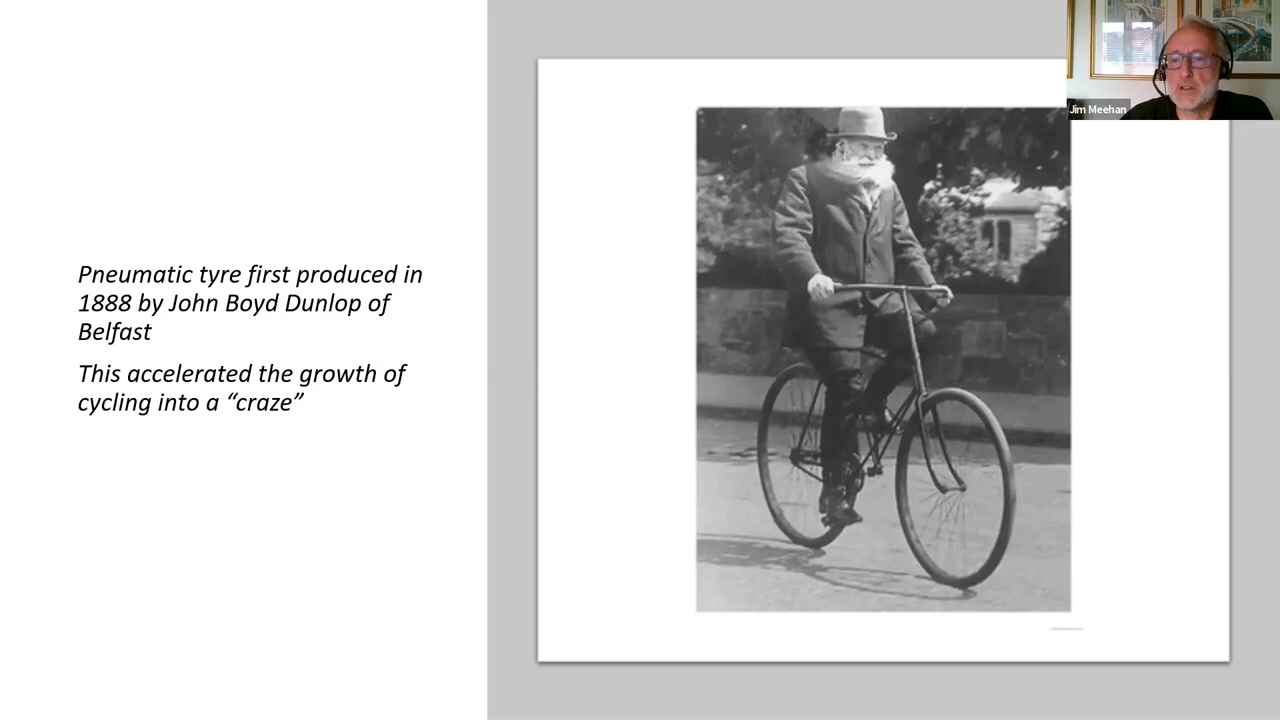 Pneumatic tyre first produced in
1888 by John Boyd Dunlop of
Belfast
This accelerated the growth of
cycling into a “craze”
Jim Meehan